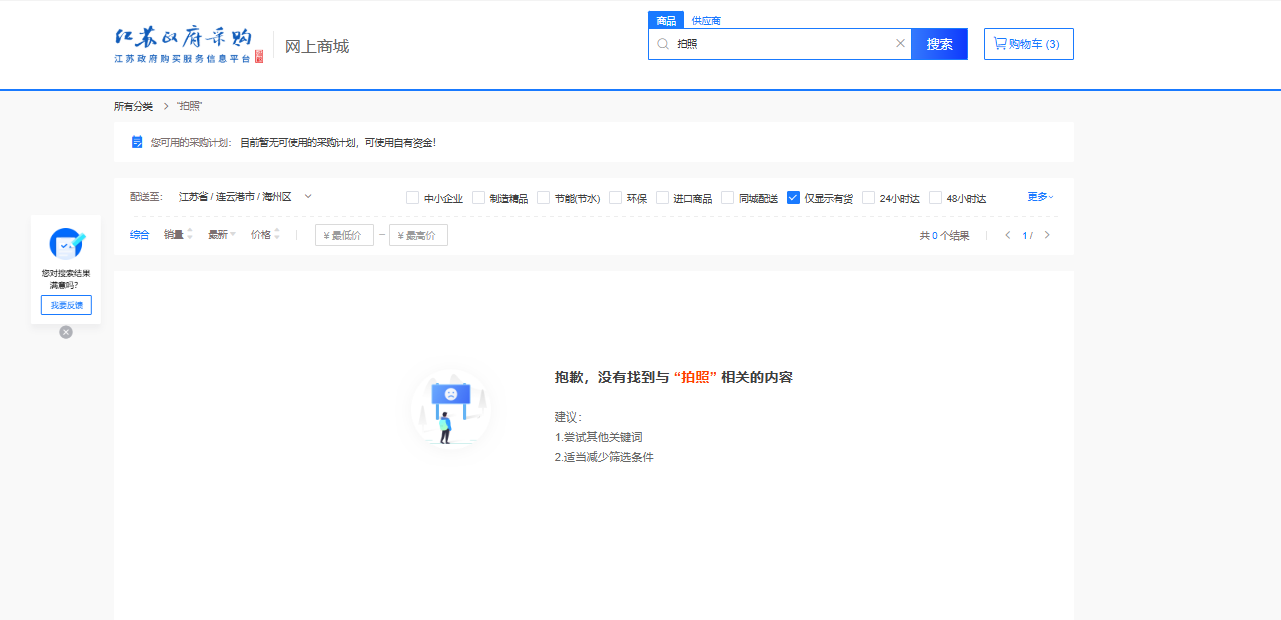 商品 供应商
江苏政府采购
江苏政府购买服务信息平台
网上商城
拍照
搜索
购物车 (3)
所有分类 > "拍照"
您可用的采购计划: 目前暂无可使用的采购计划，可使用自有资金!
配送至: 江苏省 / 连云港市 / 海州区 中小企业 制造精品 节能(节水) 环保 进口商品 同城配送 仅显示有货 24小时达 48小时达 更多
综合 销量 最新 价格 ¥ 最低价 – ¥ 最高价 共 0 个结果 < 1 / >
您对搜索结果
满意吗?
我要反馈
抱歉，没有找到与 “拍照” 相关的内容
建议:
1.尝试其他关键词
2.适当减少筛选条件